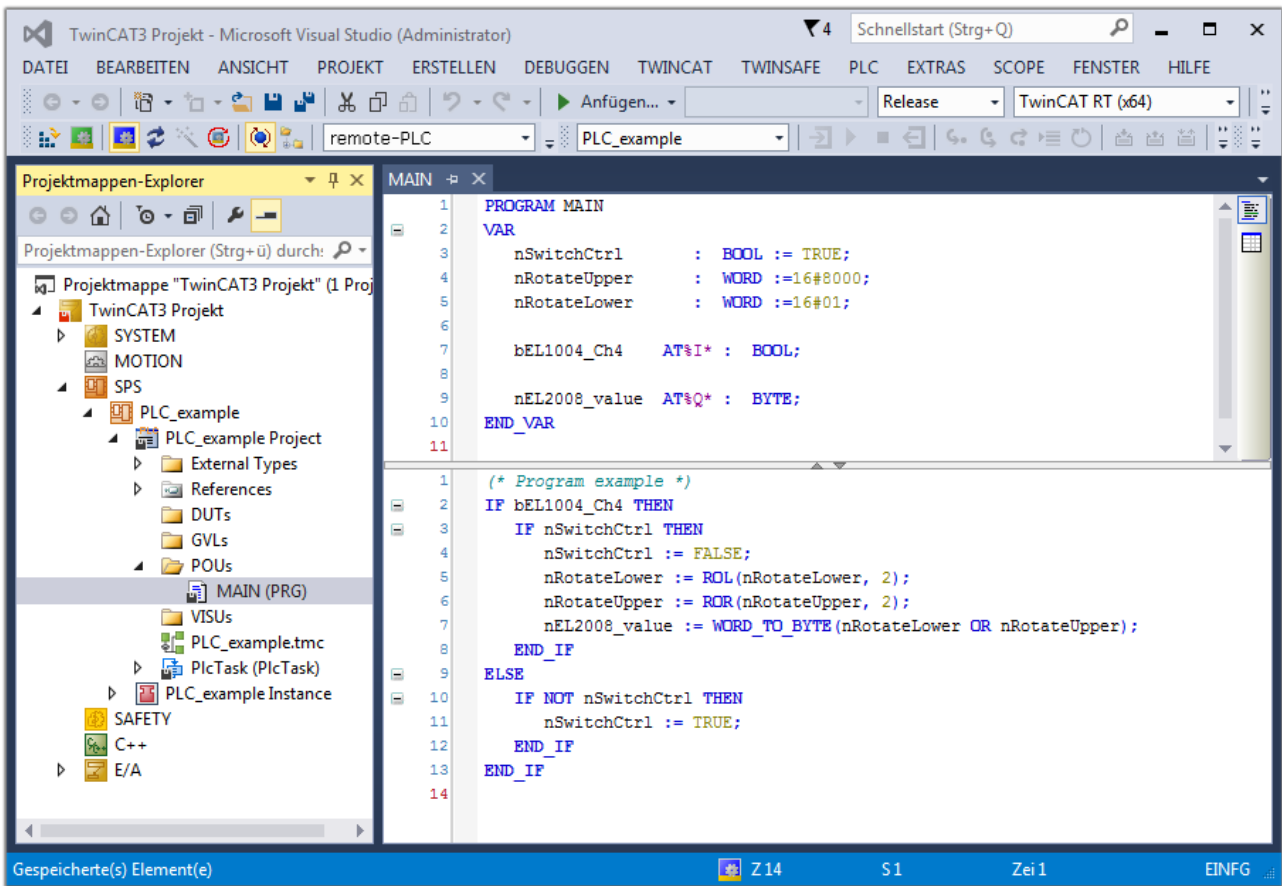 TwinCAT3 Projekt - Microsoft Visual Studio (Administrator)
4
Schnellstart (Strg+Q)
DATEI BEARBEITEN ANSICHT PROJEKT ERSTELLEN DEBUGGEN TWINCAT TWINSAFE PLC EXTRAS SCOPE FENSTER HILFE
Anfügen...
Release
TwinCAT RT (x64)
remote-PLC
PLC_example
Projektmappen-Explorer
Projektmappen-Explorer (Strg+ü) durch:
Projektmappe "TwinCAT3 Projekt" (1 Proj
TwinCAT3 Projekt
SYSTEM
MOTION
SPS
PLC_example
PLC_example Project
External Types
References
DUTs
GVLs
POUs
MAIN (PRG)
VISUs
PLC_example.tmc
PlcTask (PlcTask)
PLC_example Instance
SAFETY
C++
E/A
MAIN
1 PROGRAM MAIN
2 VAR
3 nSwitchCtrl : BOOL := TRUE;
4 nRotateUpper : WORD :=16#8000;
5 nRotateLower : WORD :=16#01;
6
7 bEL1004_Ch4 AT%I* : BOOL;
8
9 nEL2008_value AT%Q* : BYTE;
10 END_VAR
11
1 (* Program example *)
2 IF bEL1004_Ch4 THEN
3 IF nSwitchCtrl THEN
4 nSwitchCtrl := FALSE;
5 nRotateLower := ROL(nRotateLower, 2);
6 nRotateUpper := ROR(nRotateUpper, 2);
7 nEL2008_value := WORD_TO_BYTE(nRotateLower OR nRotateUpper);
8 END_IF
9 ELSE
10 IF NOT nSwitchCtrl THEN
11 nSwitchCtrl := TRUE;
12 END_IF
13 END_IF
14
Gespeicherte(s) Element(e)
Z 14
S 1
Zei 1
EINFG